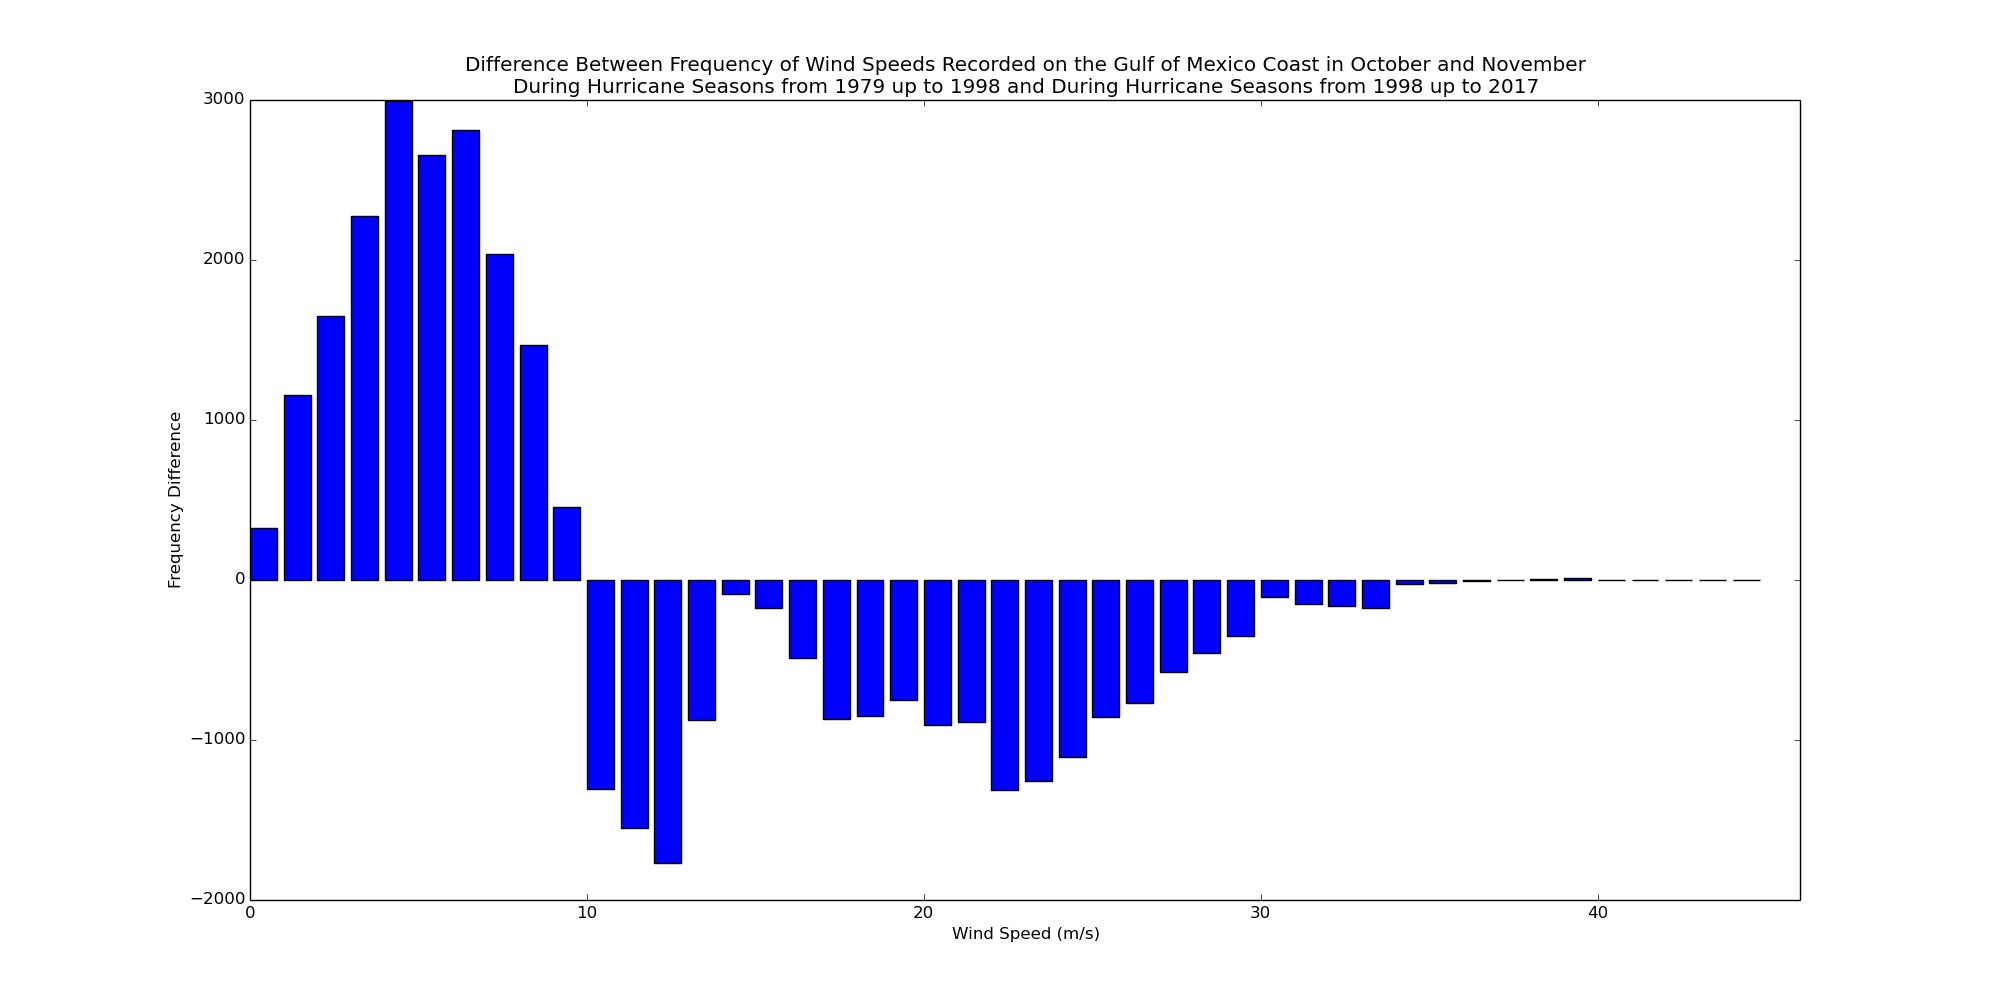 Difference Between Frequency of Wind Speeds Recorded on the Gulf of Mexico Coast in October and November
During Hurricane Seasons from 1979 up to 1998 and During Hurricane Seasons from 1998 up to 2017
3000
2000
1000
0
−1000
−2000
Frequency Difference
0 10 20 30 40
Wind Speed (m/s)